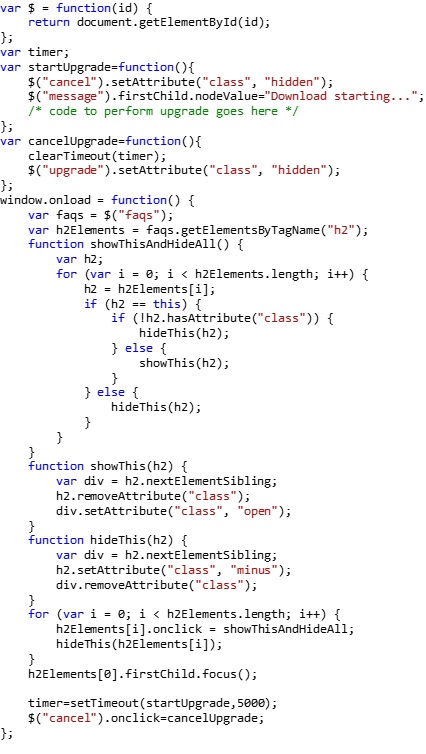 var $ = function(id) {
    return document.getElementById(id);
};
var timer;
var startUpgrade=function(){
    $("cancel").setAttribute("class", "hidden");
    $("message").firstChild.nodeValue="Download starting...";
    /* code to perform upgrade goes here */
};
var cancelUpgrade=function(){
    clearTimeout(timer);
    $("upgrade").setAttribute("class", "hidden");
};
window.onload = function() {
    var faqs = $("faqs");
    var h2Elements = faqs.getElementsByTagName("h2");
    function showThisAndHideAll() {
        var h2;
        for (var i = 0; i < h2Elements.length; i++) {
            h2 = h2Elements[i];
            if (h2 == this) {
                if (!h2.hasAttribute("class")) {
                    hideThis(h2);
                } else {
                    showThis(h2);
                }
            } else {
                hideThis(h2);
            }
        }
    }
    function showThis(h2) {
        var div = h2.nextElementSibling;
        h2.removeAttribute("class");
        div.setAttribute("class", "open");
    }
    function hideThis(h2) {
        var div = h2.nextElementSibling;
        h2.setAttribute("class", "minus");
        div.removeAttribute("class");
    }
    for (var i = 0; i < h2Elements.length; i++) {
        h2Elements[i].onclick = showThisAndHideAll;
        hideThis(h2Elements[i]);
    }
    h2Elements[0].firstChild.focus();

    timer=setTimeout(startUpgrade,5000);
    $("cancel").onclick=cancelUpgrade;
};